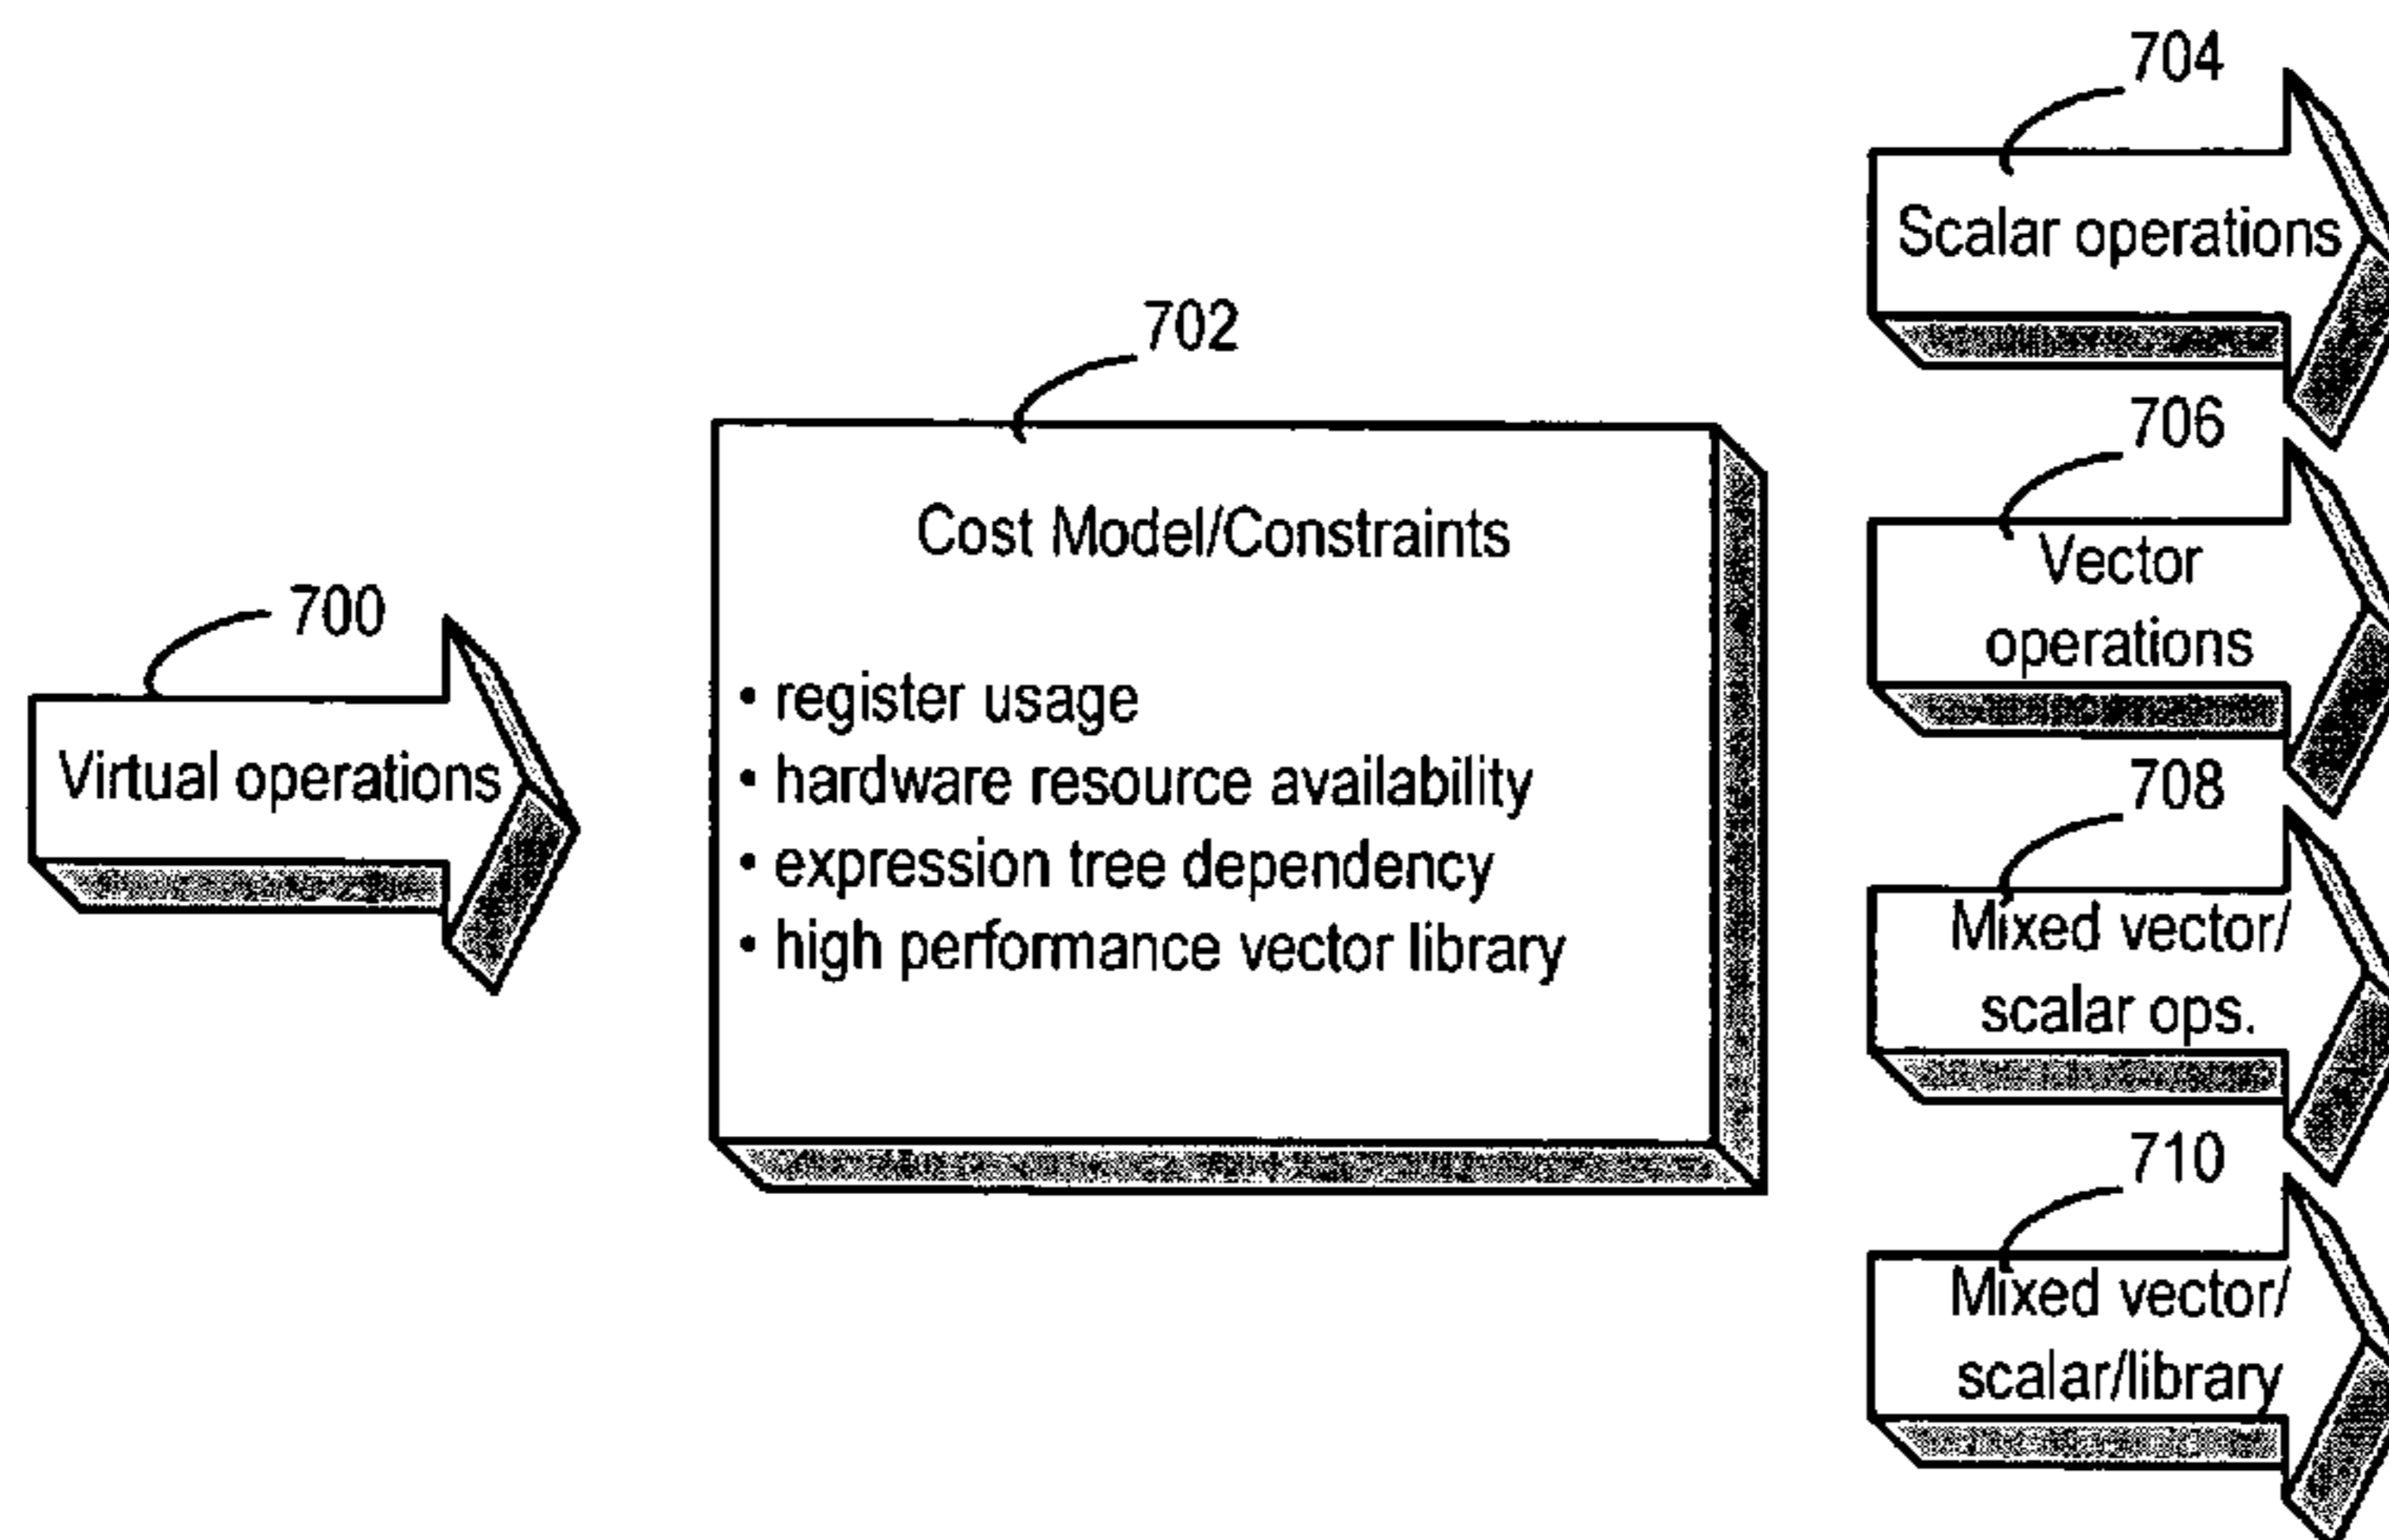 700
Virtual operations
702
Cost Model/Constraints
• register usage
• hardware resource availability
• expression tree dependency
• high performance vector library
704
Scalar operations
706
Vector
operations
708
Mixed vector/
scalar ops.
710
Mixed vector/
scalar/library